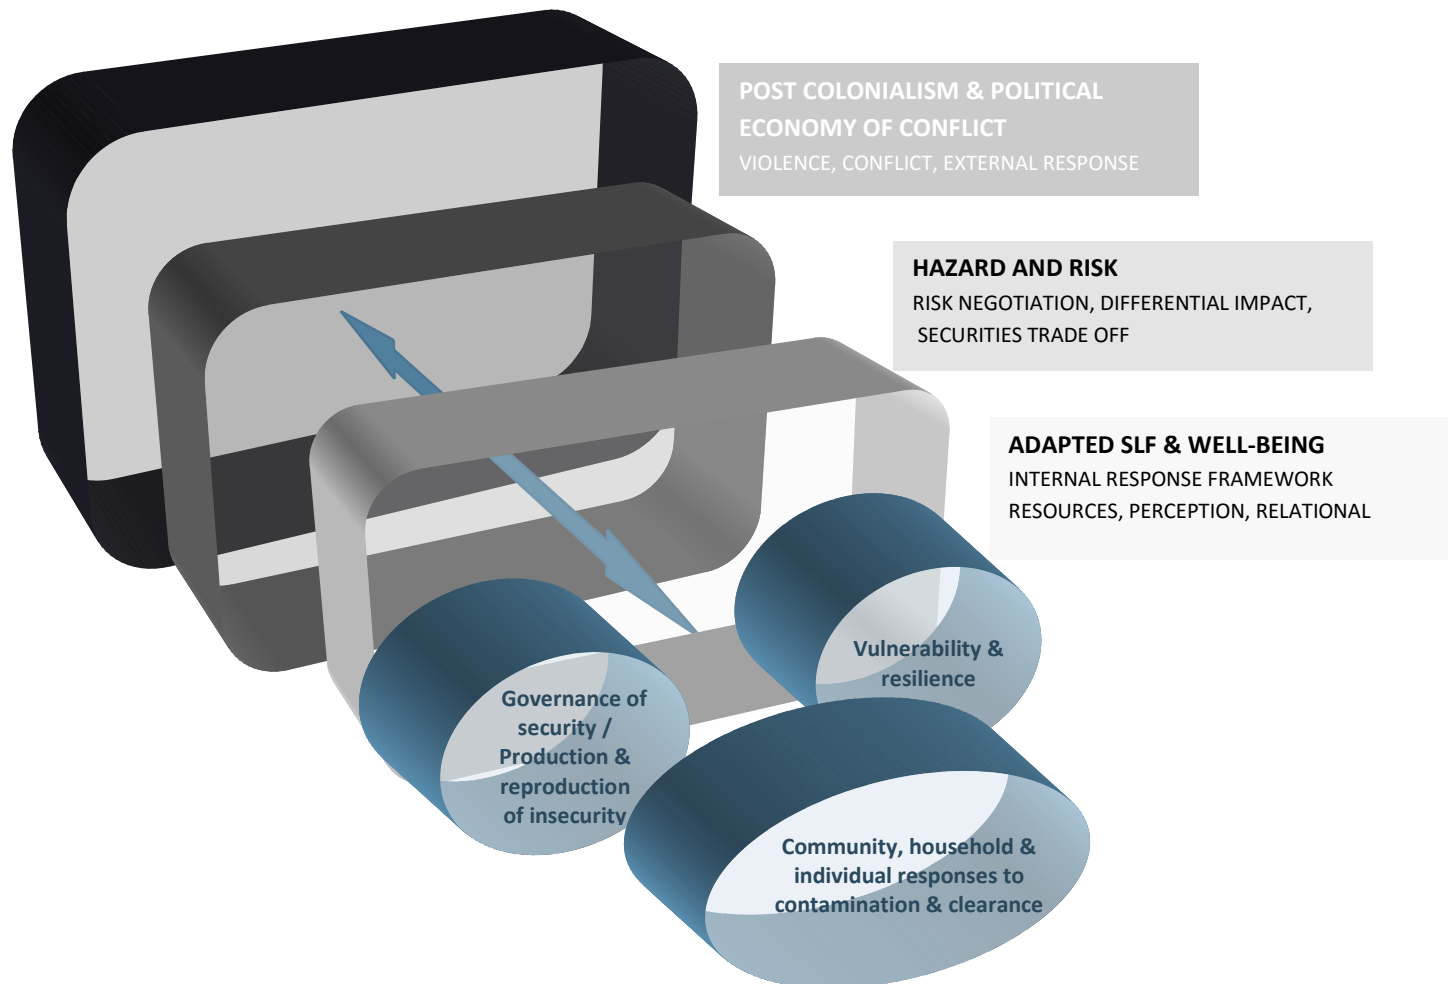 POST COLONIALISM & POLITICAL
ECONOMY OF CONFLICT
VIOLENCE, CONFLICT, EXTERNAL RESPONSE
HAZARD AND RISK
RISK NEGOTIATION, DIFFERENTIAL IMPACT,
SECURITIES TRADE OFF
ADAPTED SLF & WELL-BEING
INTERNAL RESPONSE FRAMEWORK
RESOURCES, PERCEPTION, RELATIONAL
Vulnerability &
resilience
Governance of
security /
Production &
reproduction
of insecurity
Community, household &
individual responses to
contamination & clearance